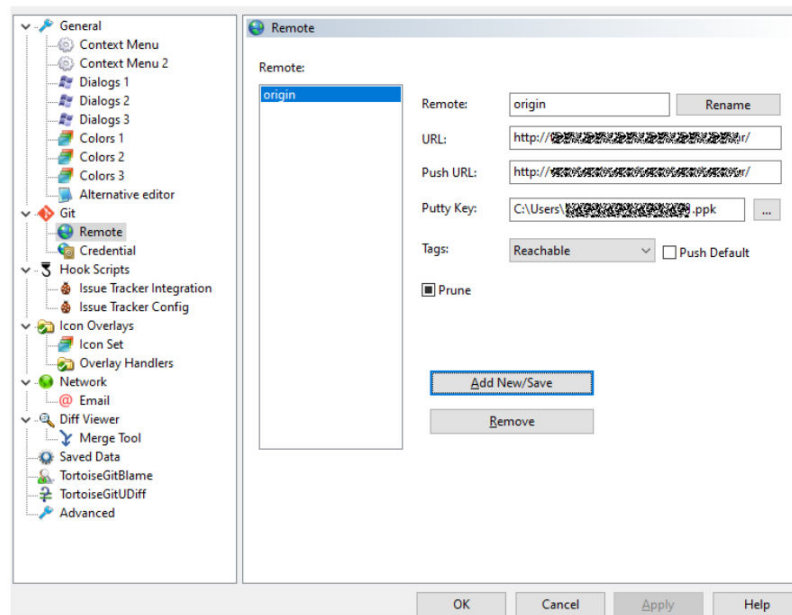 General
Context Menu
Context Menu 2
Dialogs 1
Dialogs 2
Dialogs 3
Colors 1
Colors 2
Colors 3
Alternative editor
Git
Remote
Credential
Hook Scripts
Issue Tracker Integration
Issue Tracker Config
Icon Overlays
Icon Set
Overlay Handlers
Network
Email
Diff Viewer
Merge Tool
Saved Data
TortoiseGitBlame
TortoiseGitUDiff
Advanced
Remote
Remote:
origin
Remote: origin Rename
URL: http:// r/
Push URL: http:// r/
Putty Key: C:\Users\ .ppk ...
Tags: Reachable Push Default
Prune
Add New/Save
Remove
OK Cancel Apply Help